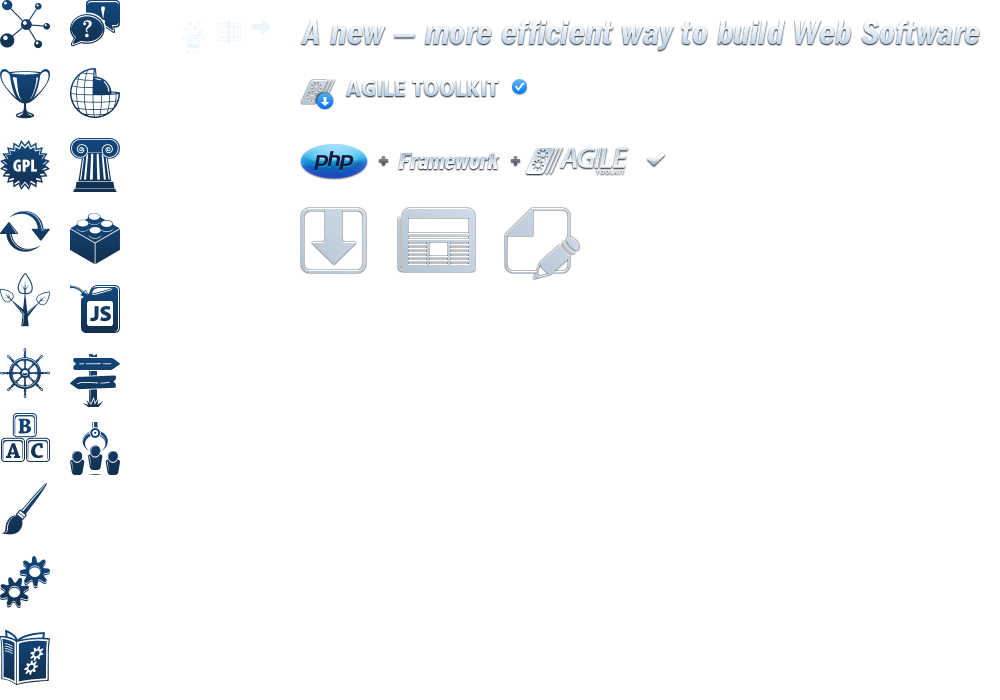 A new — more efficient way to build Web Software
AGILE TOOLKIT
php + Framework + AGILE
TOOLKIT
?
!
GPL
JS
B
A C